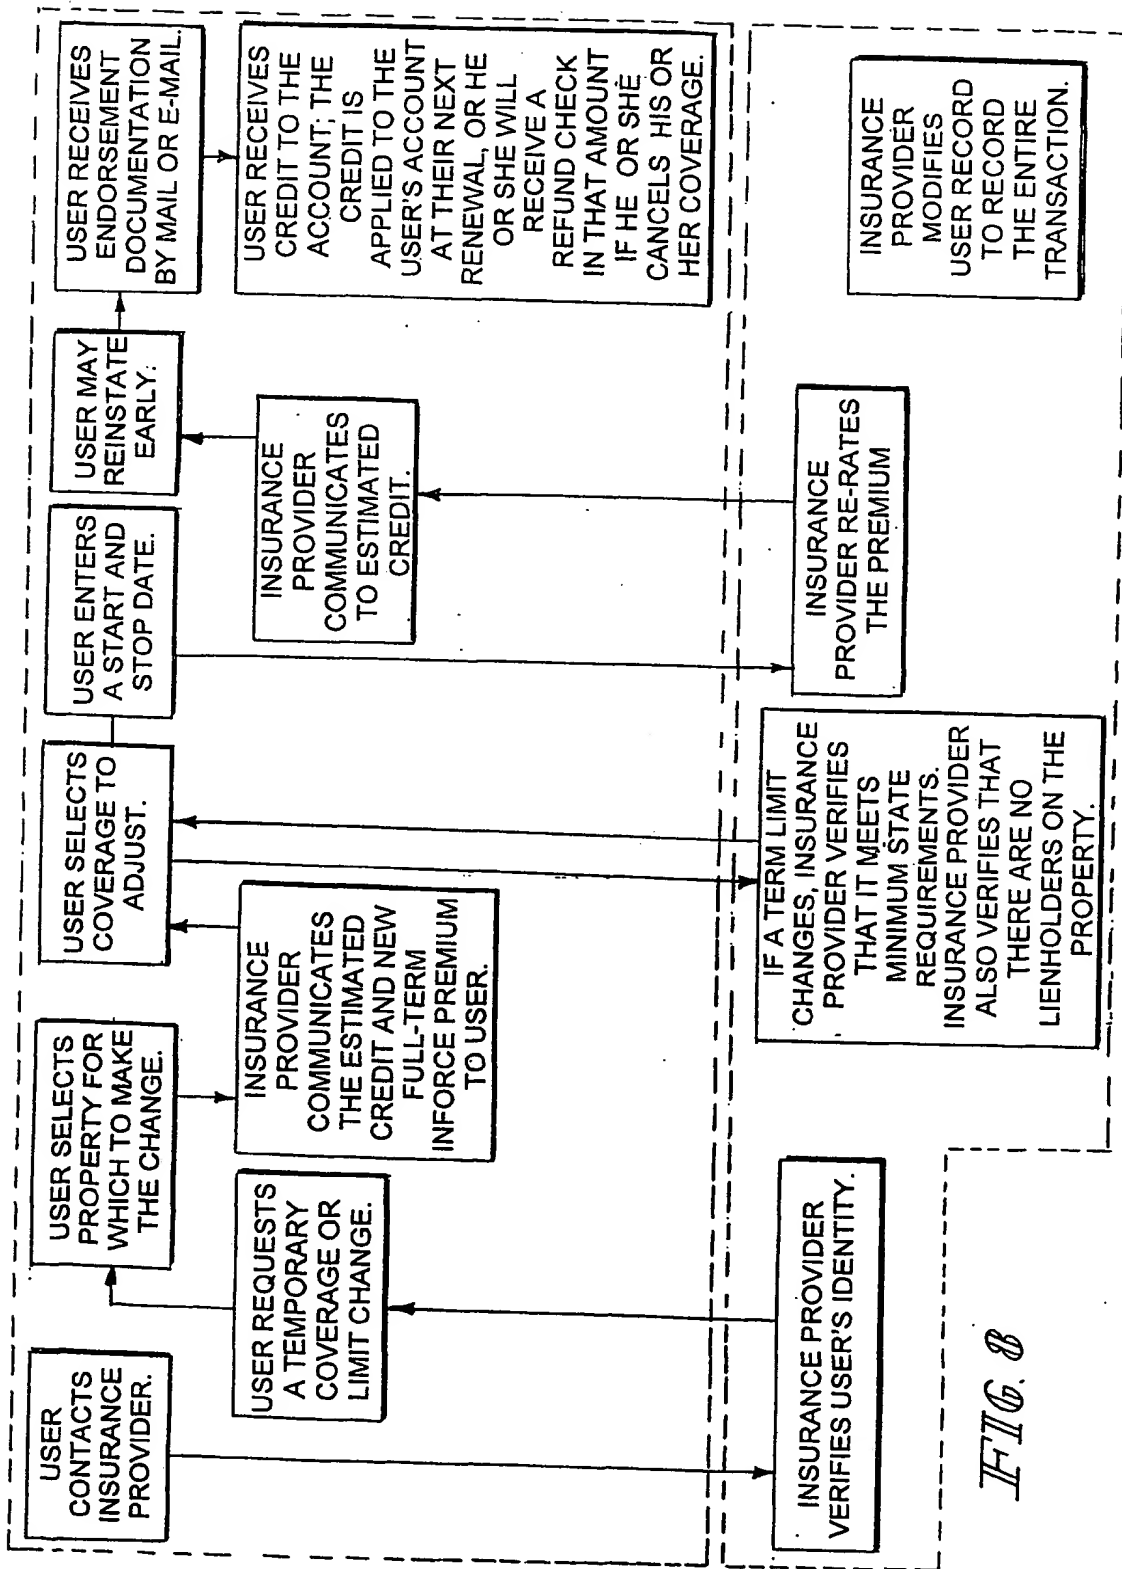 USER
CONTACTS
INSURANCE
PROVIDER.
USER REQUESTS
A TEMPORARY
COVERAGE OR
LIMIT CHANGE.
USER SELECTS
PROPERTY FOR
WHICH TO MAKE
THE CHANGE.
INSURANCE
PROVIDER
COMMUNICATES
THE ESTIMATED
CREDIT AND NEW
FULL-TERM
INFORCE PREMIUM
TO USER.
USER SELECTS
COVERAGE TO
ADJUST.
USER ENTERS
A START AND
STOP DATE.
INSURANCE
PROVIDER
COMMUNICATES
TO ESTIMATED
CREDIT.
USER MAY
REINSTATE
EARLY.
USER RECEIVES
ENDORSEMENT
DOCUMENTATION
BY MAIL OR E-MAIL.
USER RECEIVES
CREDIT TO THE
ACCOUNT; THE
CREDIT IS
APPLIED TO THE
USER'S ACCOUNT
AT THEIR NEXT
RENEWAL, OR HE
OR SHE WILL
RECEIVE A
REFUND CHECK
IN THAT AMOUNT
IF HE OR SHE
CANCELS HIS OR
HER COVERAGE.
INSURANCE PROVIDER
VERIFIES USER'S IDENTITY.
IF A TERM LIMIT
CHANGES, INSURANCE
PROVIDER VERIFIES
THAT IT MEETS
MINIMUM STATE
REQUIREMENTS.
INSURANCE PROVIDER
ALSO VERIFIES THAT
THERE ARE NO
LIENHOLDERS ON THE
PROPERTY.
INSURANCE
PROVIDER RE-RATES
THE PREMIUM
INSURANCE
PROVIDER
MODIFIES
USER RECORD
TO RECORD
THE ENTIRE
TRANSACTION.
FIG. 8